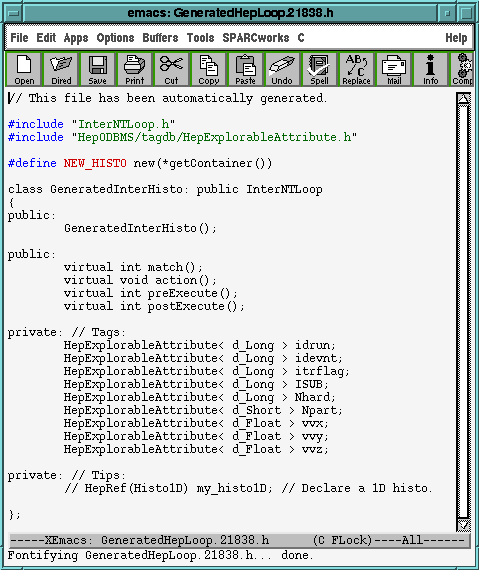 emacs: GeneratedHepLoop.21838.h
File Edit Apps Options Buffers Tools SPARCworks C Help
Open Dired Save Print Cut Copy Paste Undo Spell Replace Mail Info Comp
// This file has been automatically generated.
#include "InterNTLoop.h"
#include "HepODBMS/tagdb/HepExplorableAttribute.h"
#define NEW_HISTO new(*getContainer())
class GeneratedInterHisto: public InterNTLoop
{
public:
GeneratedInterHisto();
public:
virtual int match();
virtual void action();
virtual int preExecute();
virtual int postExecute();
private: // Tags:
HepExplorableAttribute< d_Long > idrun;
HepExplorableAttribute< d_Long > idevnt;
HepExplorableAttribute< d_Long > itrflag;
HepExplorableAttribute< d_Long > ISUB;
HepExplorableAttribute< d_Long > Nhard;
HepExplorableAttribute< d_Short > Npart;
HepExplorableAttribute< d_Float > vvx;
HepExplorableAttribute< d_Float > vvy;
HepExplorableAttribute< d_Float > vvz;
private: // Tips:
// HepRef(Histo1D) my_histo1D; // Declare a 1D histo.
};
-----XEmacs: GeneratedHepLoop.21838.h (C FLock)----All------
Fontifying GeneratedHepLoop.21838.h... done.